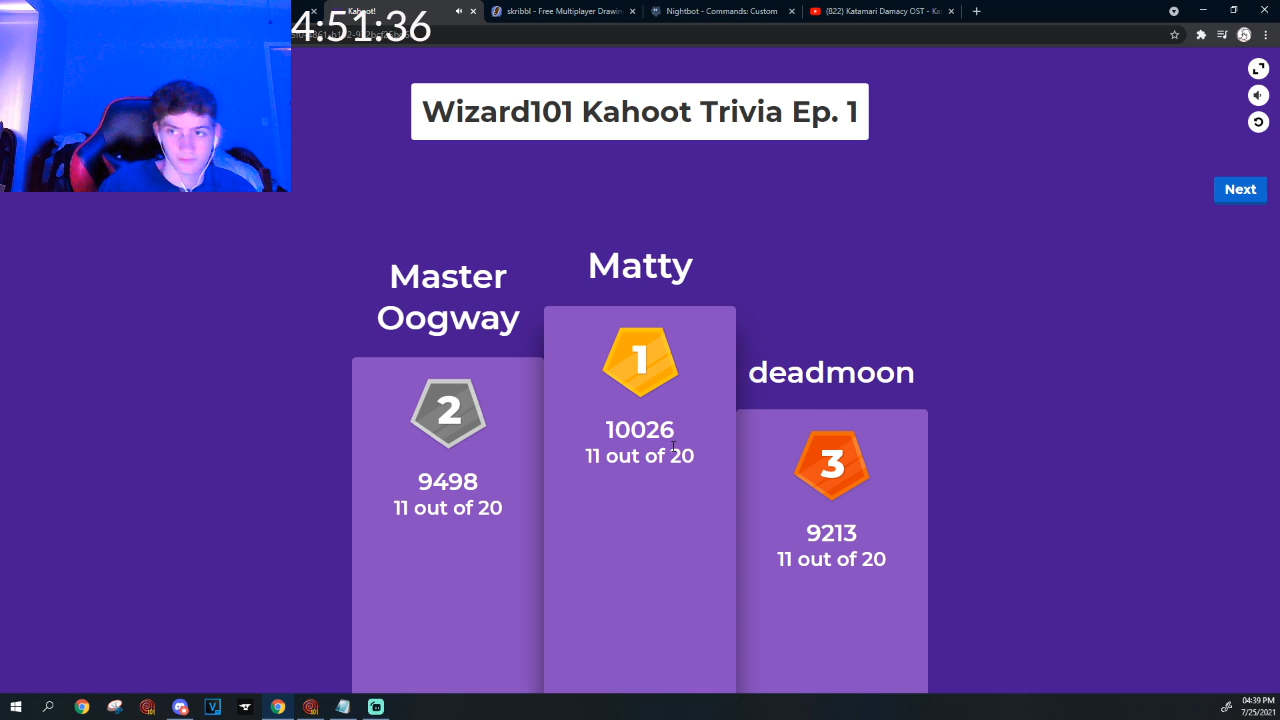 Kahoot!
skribbl - Free Multiplayer Drawin
Nightbot - Commands: Custom
(822) Katamari Damacy OST - Ka
4:51:36
Wizard101 Kahoot Trivia Ep. 1
Next
Matty
Master
Oogway
1
deadmoon
2
10026
11 out of 20
3
9498
11 out of 20
9213
11 out of 20
04:39 PM
7/25/2021